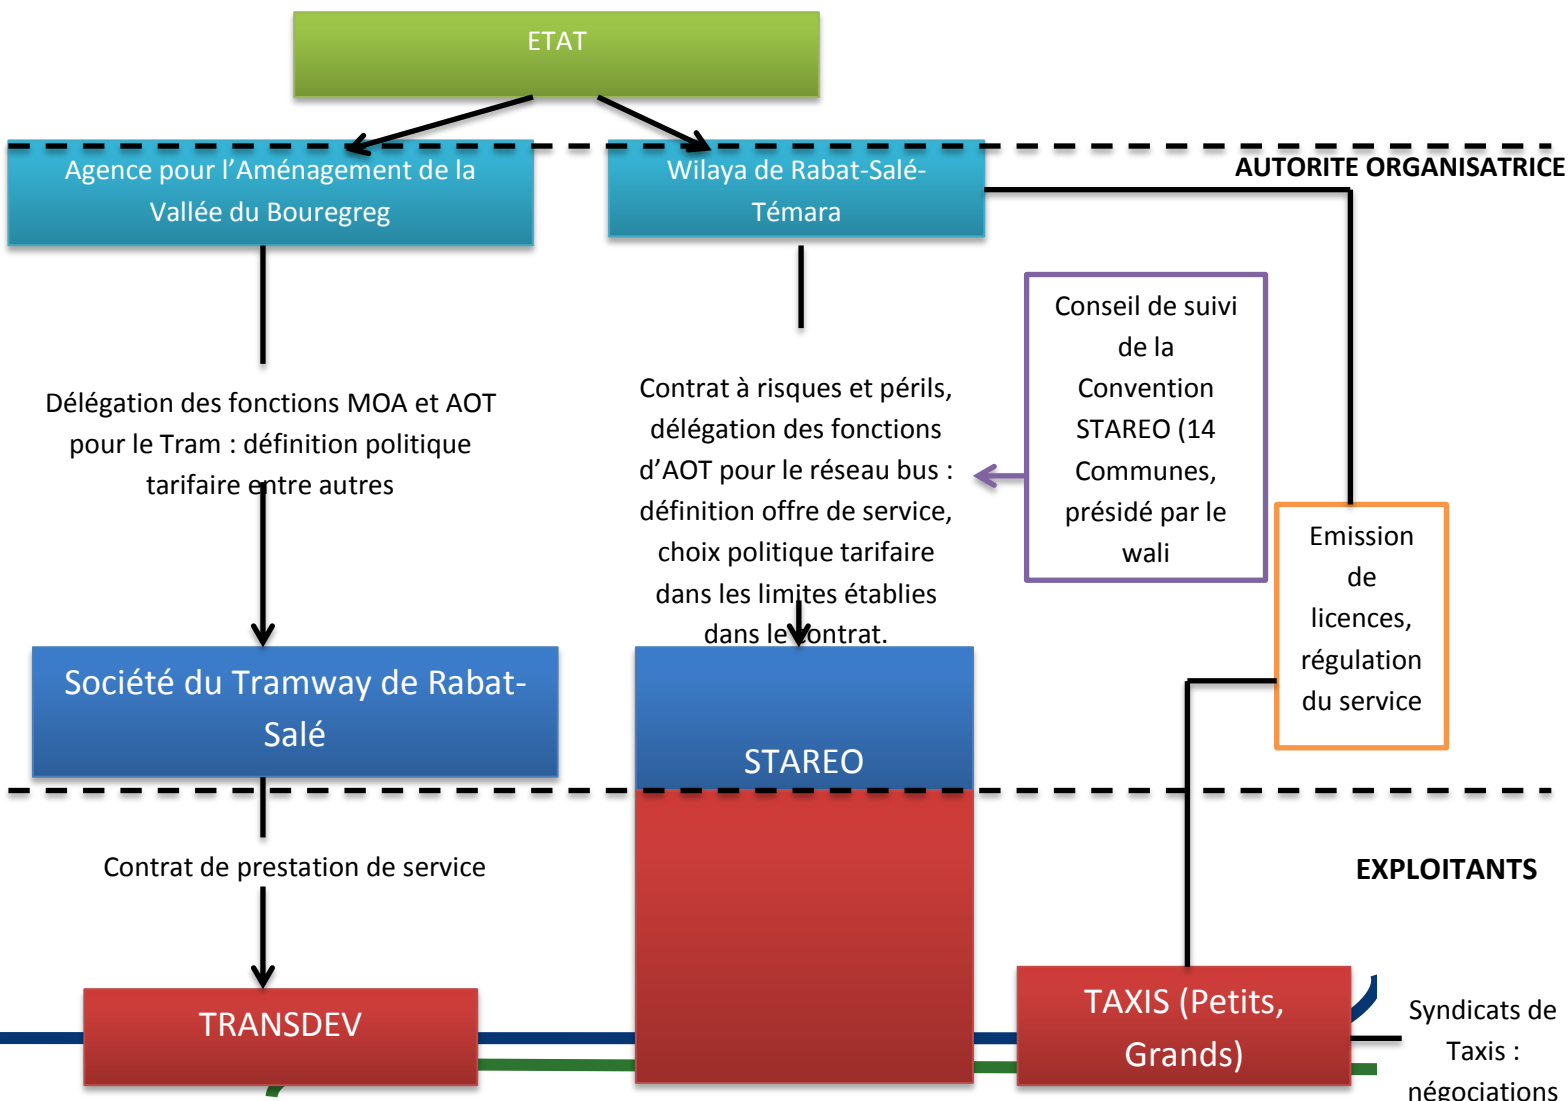 ETAT
AUTORITE ORGANISATRICE
Agence pour l’Aménagement de la
Vallée du Bouregreg
Wilaya de Rabat-Salé-
Témara
Délégation des fonctions MOA et AOT
pour le Tram : définition politique
tarifaire entre autres
Contrat à risques et périls,
délégation des fonctions
d’AOT pour le réseau bus :
définition offre de service,
choix politique tarifaire
dans les limites établies
dans le contrat.
Conseil de suivi
de la
Convention
STAREO (14
Communes,
présidé par le
wali
Emission
de
licences,
régulation
du service
Société du Tramway de Rabat-
Salé
STAREO
Contrat de prestation de service
EXPLOITANTS
TRANSDEV
TAXIS (Petits,
Grands)
Syndicats de
Taxis :
négociations